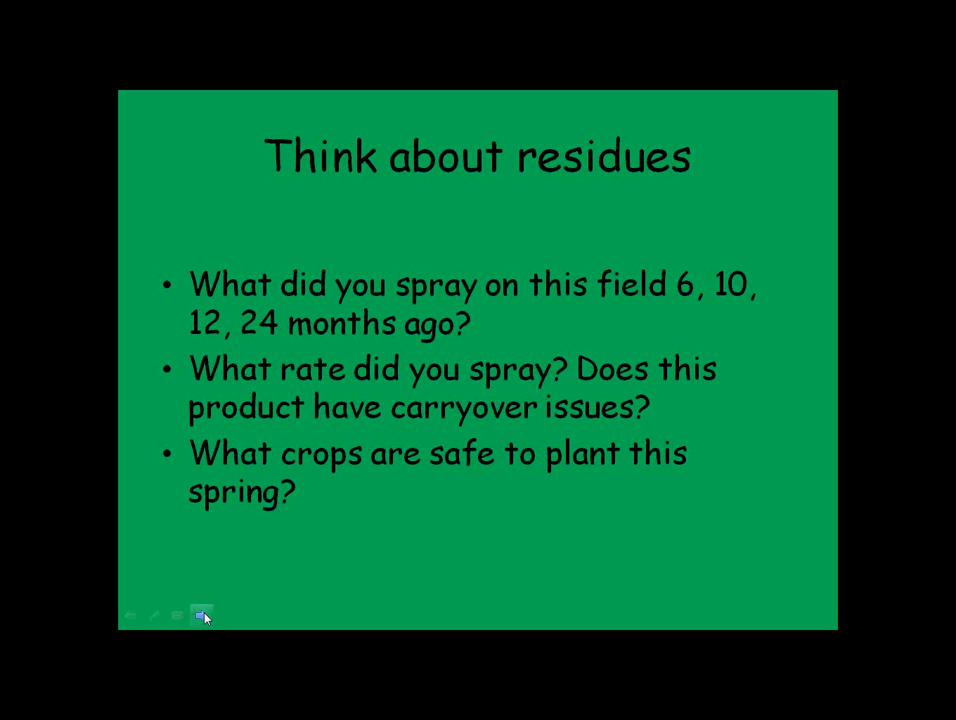 Think about residues
• What did you spray on this field 6, 10,
12, 24 months ago?
• What rate did you spray? Does this
product have carryover issues?
• What crops are safe to plant this
spring?